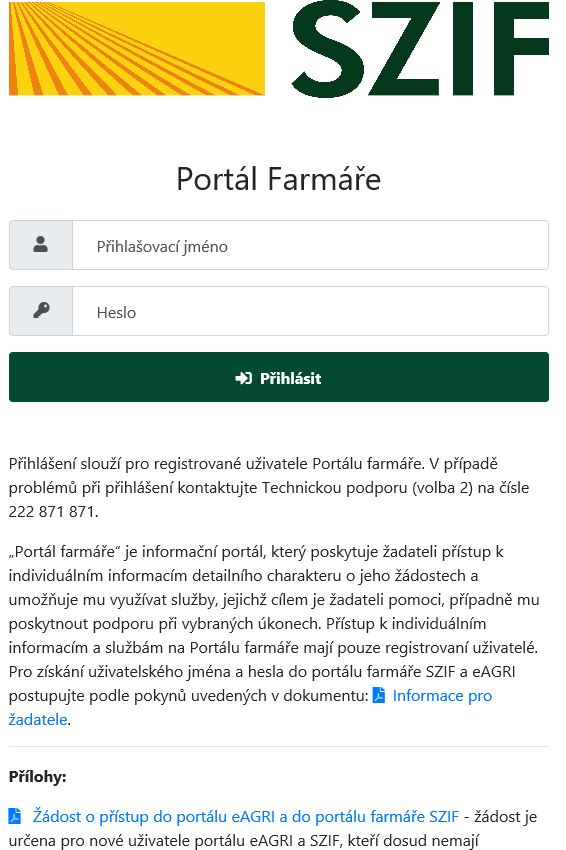 SZIF
Portál Farmáře
Přihlašovací jméno
Heslo
Přihlásit
Přihlášení slouží pro registrované uživatele Portálu farmáře. V případě
problémů při přihlášení kontaktujte Technickou podporu (volba 2) na čísle
222 871 871.
„Portál farmáře“ je informační portál, který poskytuje žadateli přístup k
individuálním informacím detailního charakteru o jeho žádostech a
umožňuje mu využívat služby, jejichž cílem je žadateli pomoci, případně mu
poskytnout podporu při vybraných úkonech. Přístup k individuálním
informacím a službám na Portálu farmáře mají pouze registrovaní uživatelé.
Pro získání uživatelského jména a hesla do portálu farmáře SZIF a eAGRI
postupujte podle pokynů uvedených v dokumentu: Informace pro
žadatele.
Přílohy:
Žádost o přístup do portálu eAGRI a do portálu farmáře SZIF - žádost je
určena pro nové uživatele portálu eAGRI a SZIF, kteří dosud nemají